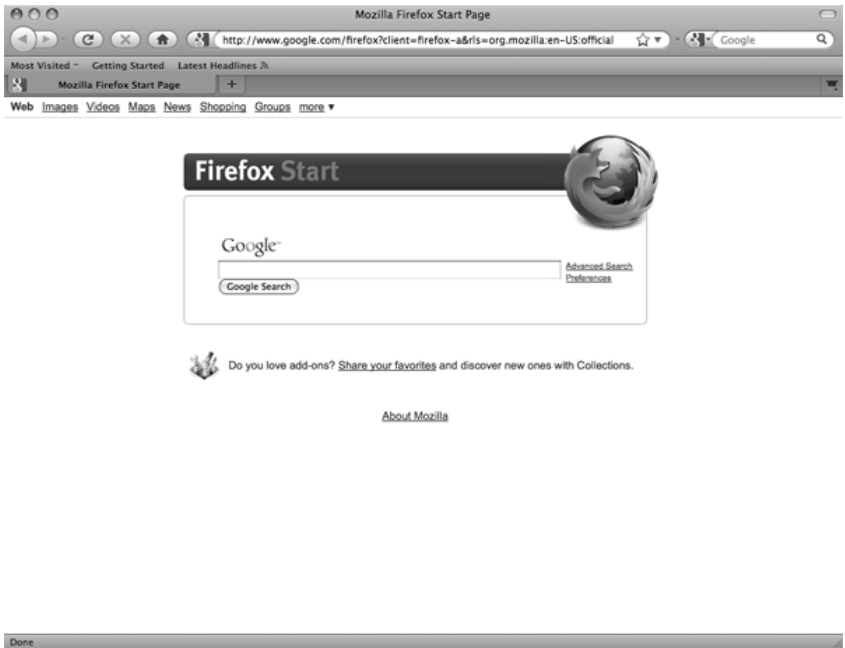 Mozilla Firefox Start Page
http://www.google.com/firefox?client=firefox-a&rls=org.mozilla:en-US:official Google
Most Visited Getting Started Latest Headlines
Mozilla Firefox Start Page +
Web Images Videos Maps News Shopping Groups more ▼
Firefox Start
Google™
Advanced Search
Preferences
Google Search
Do you love add-ons? Share your favorites and discover new ones with Collections.
About Mozilla
Done